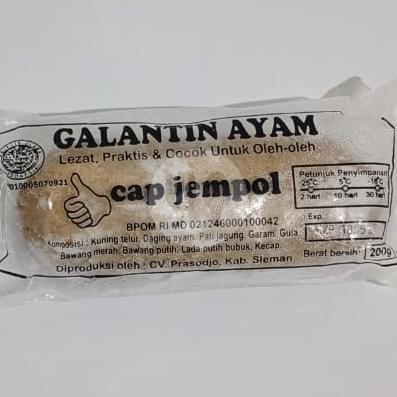 GALANTIN AYAM
Lezat, Praktis & Cocok Untuk Oleh-oleh
cap jempol
Petunjuk Penyimpanan
25°C 5°C -18°C
2 hari 10 hari 30 hari
BPOM RI MD 021246000100042
Exp.
Komposisi : Kuning telur, Daging ayam, Pati jagung, Garam, Gula,
Bawang merah, Bawang putih, Lada putih bubuk, Kecap.
Berat bersih: 200g
Diproduksi oleh : CV. Prasodjo, Kab. Sleman